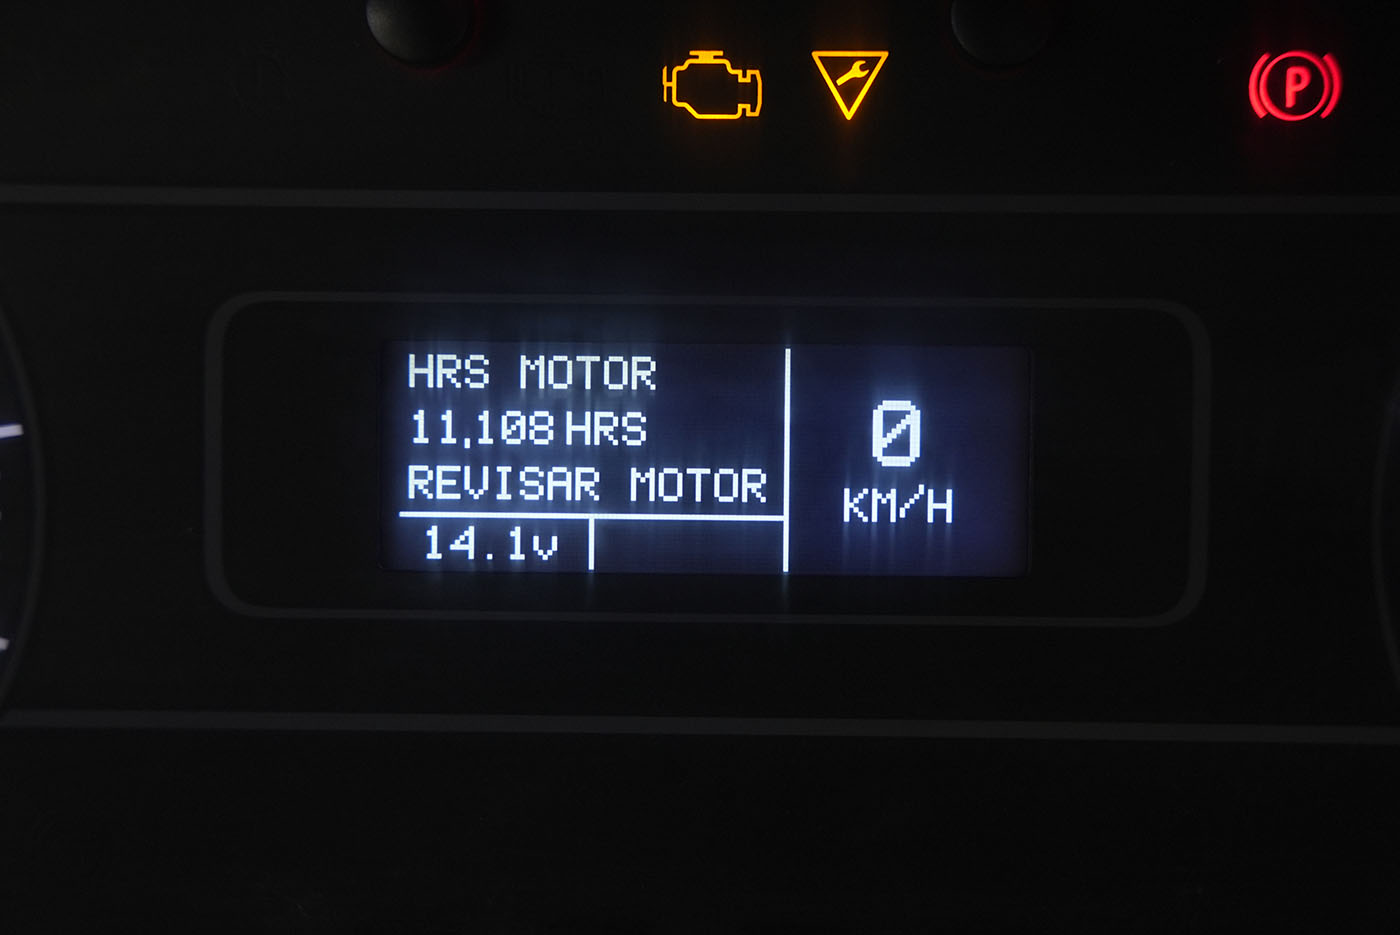 P
HRS MOTOR
11,108 HRS
REVISAR MOTOR
14.1v
0
KM/H